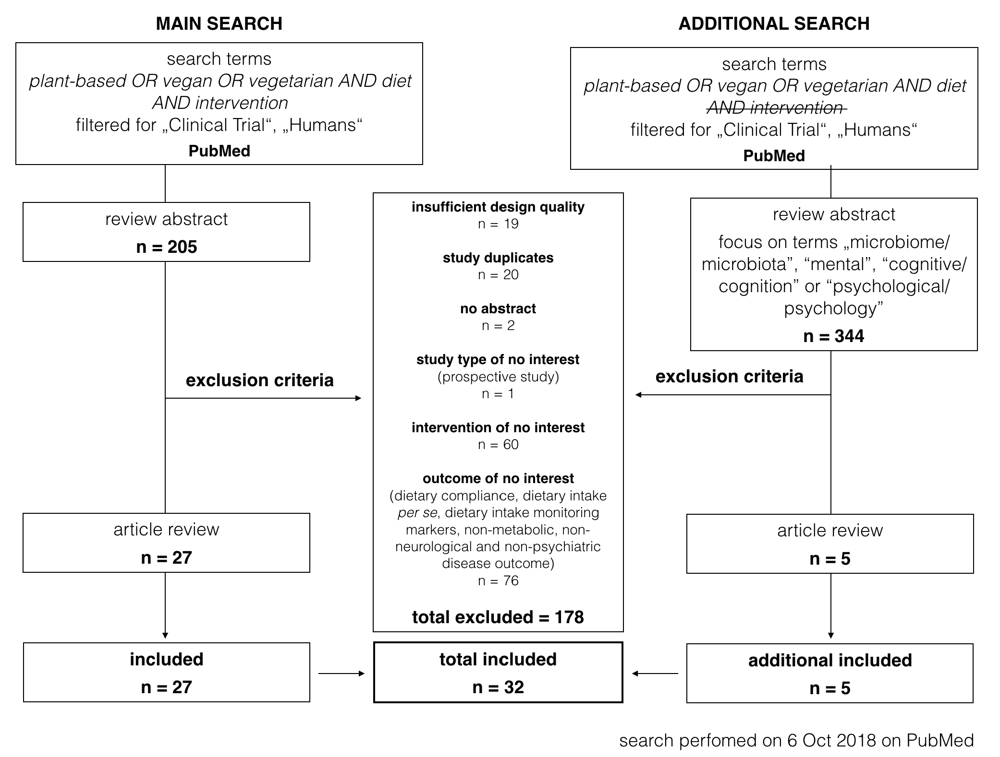 MAIN SEARCH
search terms
plant-based OR vegan OR vegetarian AND diet
AND intervention
filtered for „Clinical Trial“, „Humans“
PubMed
review abstract
n = 205
exclusion criteria
article review
n = 27
included
n = 27
insufficient design quality
n = 19
study duplicates
n = 20
no abstract
n = 2
study type of no interest
(prospective study)
n = 1
intervention of no interest
n = 60
outcome of no interest
(dietary compliance, dietary intake
per se, dietary intake monitoring
markers, non-metabolic, non-
neurological and non-psychiatric
disease outcome)
n = 76
total excluded = 178
total included
n = 32
ADDITIONAL SEARCH
search terms
plant-based OR vegan OR vegetarian AND diet
AND intervention
filtered for „Clinical Trial“, „Humans“
PubMed
review abstract
focus on terms „microbiome/
microbiota”, “mental”, “cognitive/
cognition” or “psychological/
psychology”
n = 344
exclusion criteria
article review
n = 5
additional included
n = 5
search perfomed on 6 Oct 2018 on PubMed